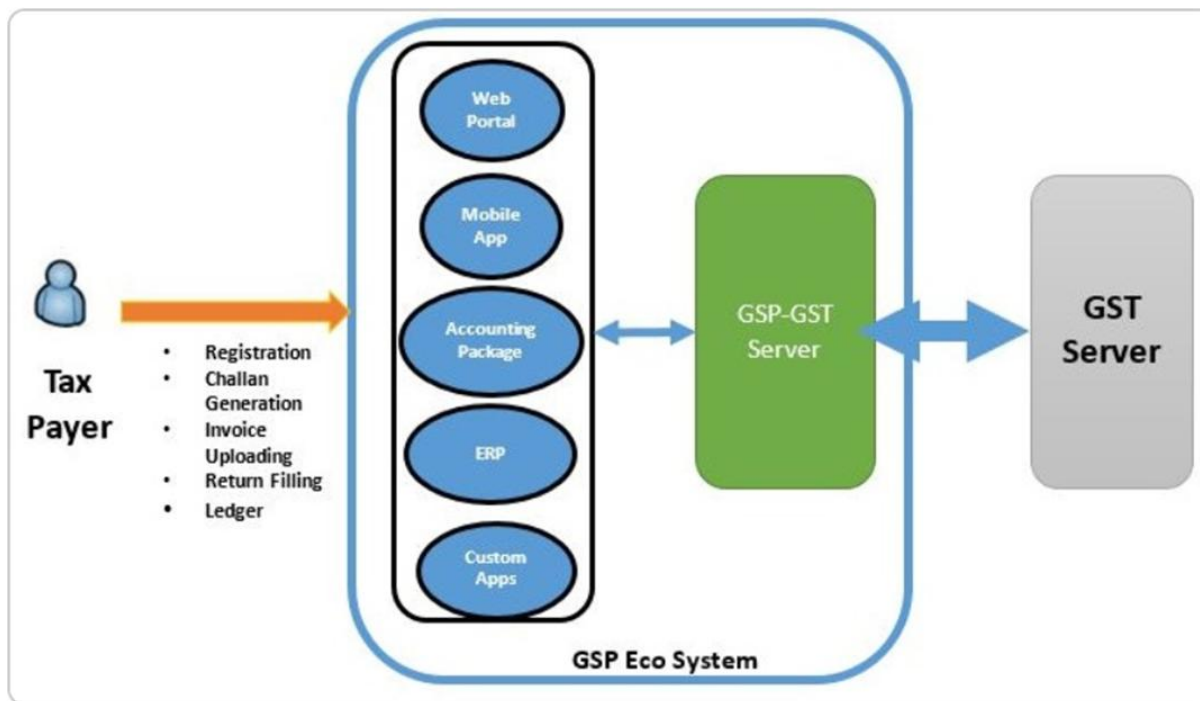 Tax
Payer
• Registration
• Challan
Generation
• Invoice
Uploading
• Return Filling
• Ledger
Web
Portal
Mobile
App
Accounting
Package
ERP
Custom
Apps
GSP-GST
Server
GST
Server
GSP Eco System